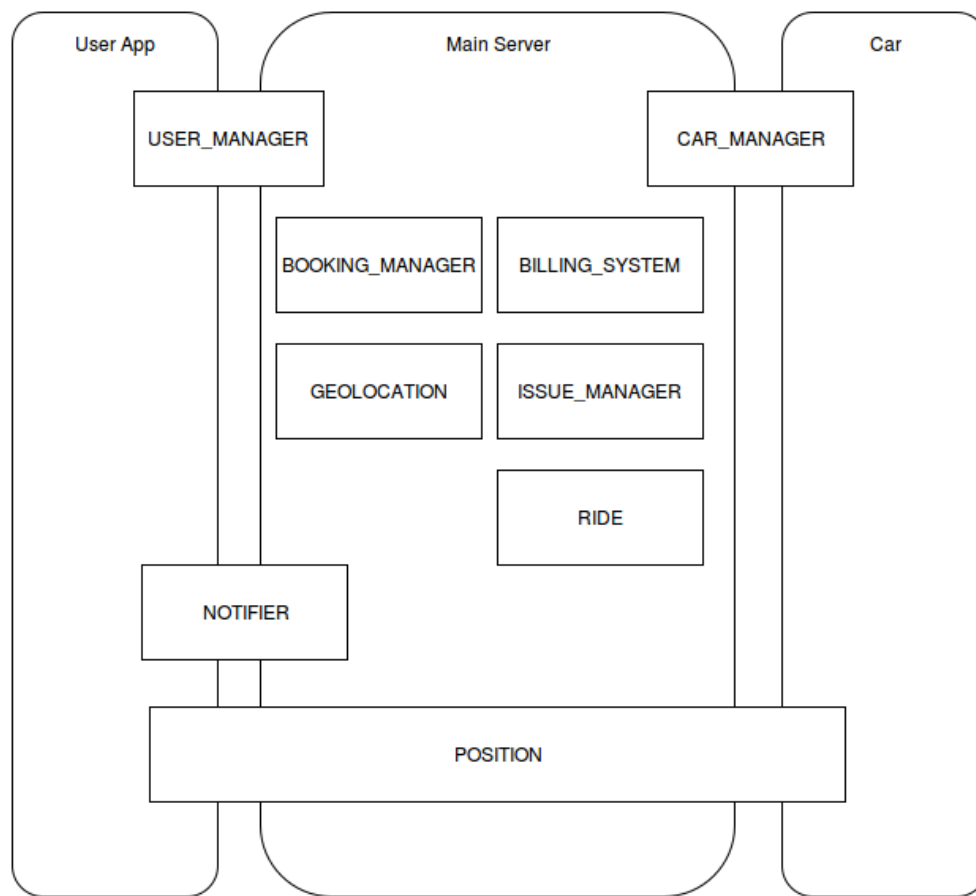 User App
Main Server
Car
USER_MANAGER
CAR_MANAGER
BOOKING_MANAGER
BILLING_SYSTEM
GEOLOCATION
ISSUE_MANAGER
RIDE
NOTIFIER
POSITION